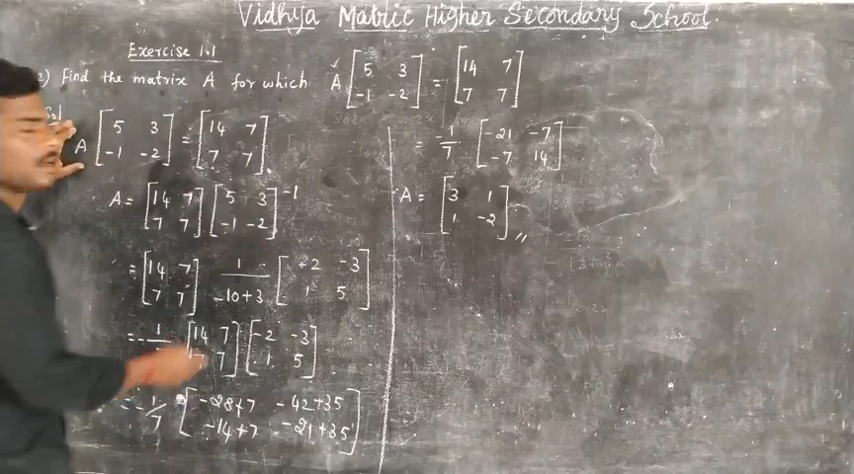 Vidhya Matric Higher Secondary School.
Exercise 1.1
2) Find the matrix A for which A [5 3; -1 -2] = [14 7; 7 7]
Sol
A [5 3; -1 -2] = [14 7; 7 7]
A = [14 7; 7 7] [5 3; -1 -2]^-1
= [14 7; 7 7] 1/(-10+3) [-2 -3; 1 5]
= -1/ [14 7; 7 7] [-2 -3; 1 5]
= -1/7 [-28+7 -42+35; -14+7 -21+35]
= -1/7 [-21 -7; -7 14]
A = [3 1; 1 -2] //